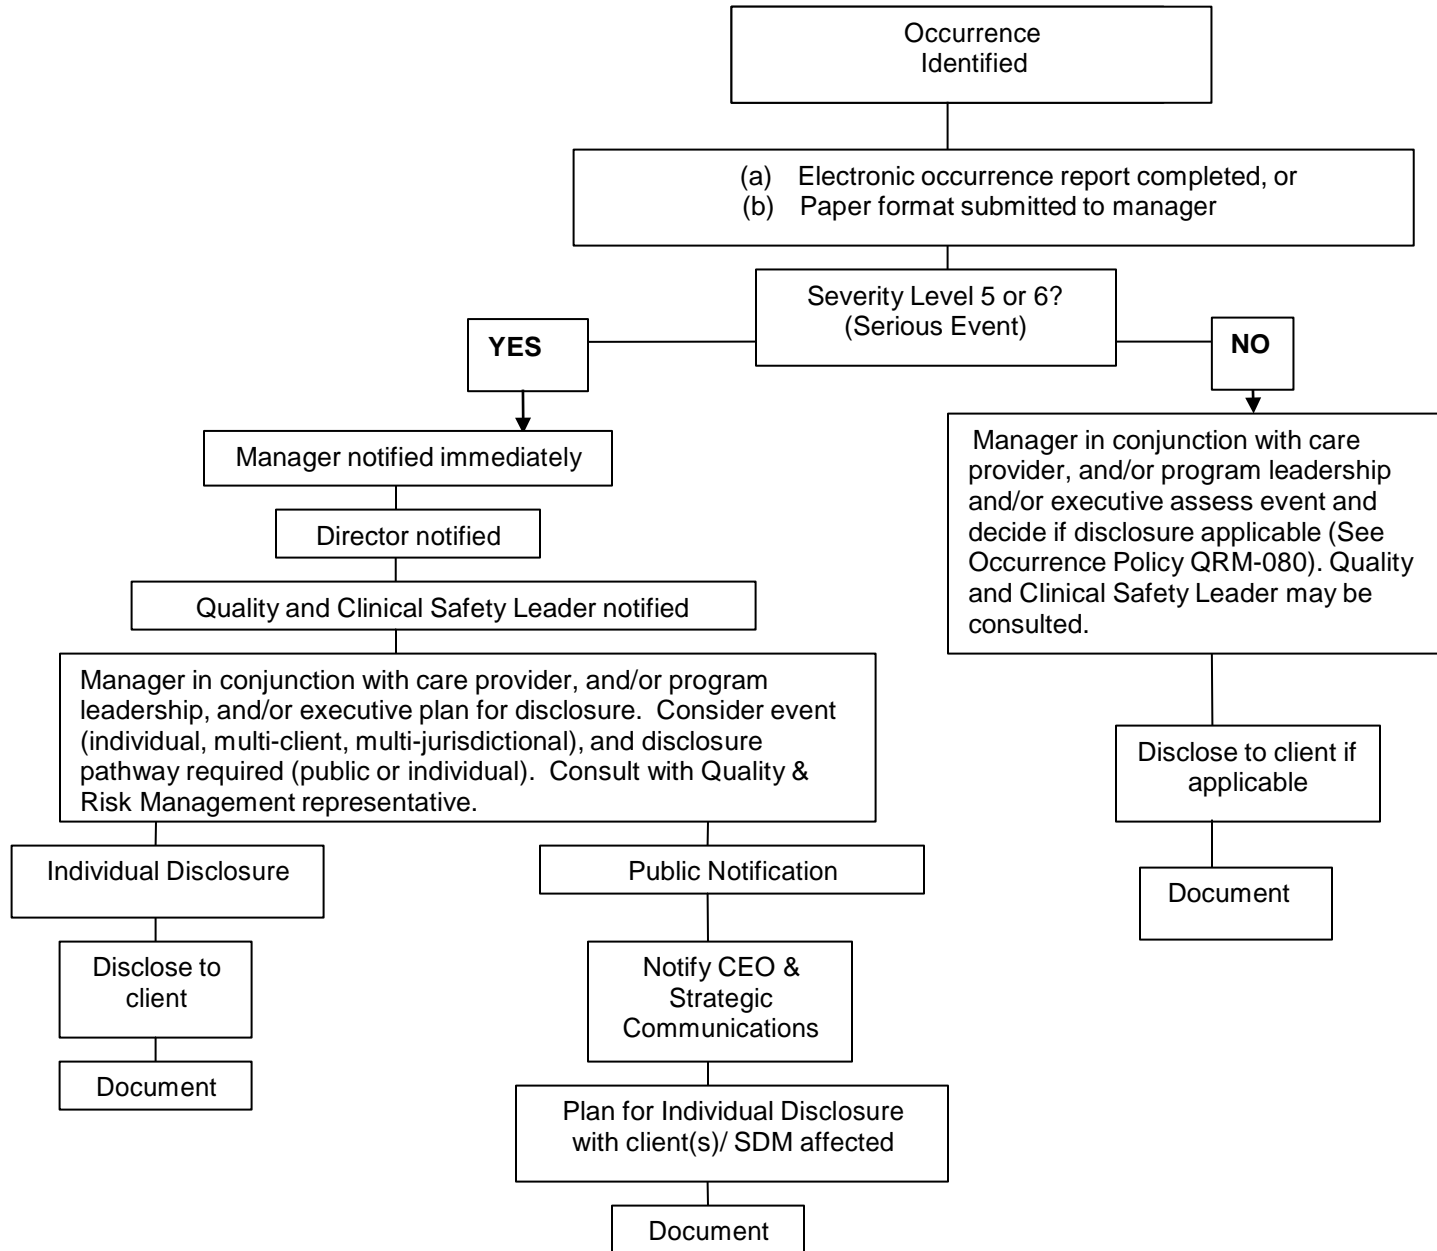 Occurrence
Identified
(a) Electronic occurrence report completed, or
(b) Paper format submitted to manager
Severity Level 5 or 6?
(Serious Event)
YES
NO
Manager notified immediately
Director notified
Quality and Clinical Safety Leader notified
Manager in conjunction with care
provider, and/or program leadership
and/or executive assess event and
decide if disclosure applicable (See
Occurrence Policy QRM-080). Quality
and Clinical Safety Leader may be
consulted.
Manager in conjunction with care provider, and/or program
leadership, and/or executive plan for disclosure. Consider event
(individual, multi-client, multi-jurisdictional), and disclosure
pathway required (public or individual). Consult with Quality &
Risk Management representative.
Disclose to client if
applicable
Document
Individual Disclosure
Disclose to
client
Document
Public Notification
Notify CEO &
Strategic
Communications
Plan for Individual Disclosure
with client(s)/ SDM affected
Document